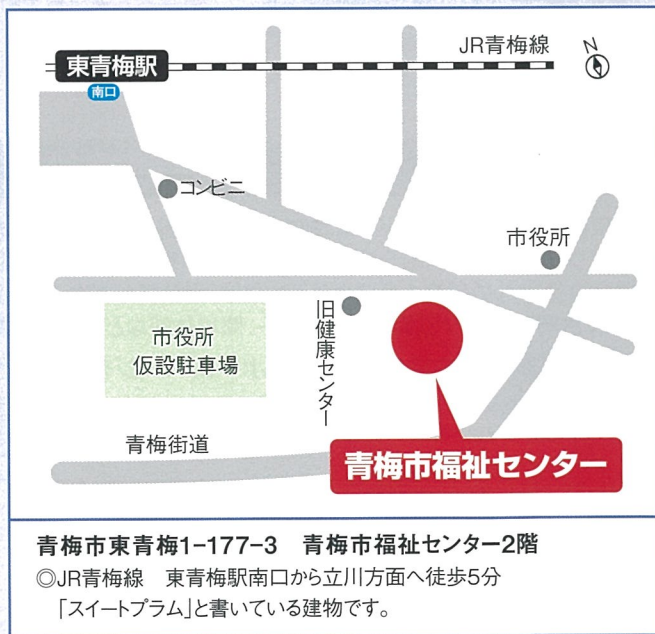 JR青梅線
N
東青梅駅
南口
コンビニ
市役所
旧健康センター
市役所
仮設駐車場
青梅街道
青梅市福祉センター
青梅市東青梅1-177-3　青梅市福祉センター2階
◎JR青梅線　東青梅駅南口から立川方面へ徒歩5分
「スイートプラム」と書いている建物です。